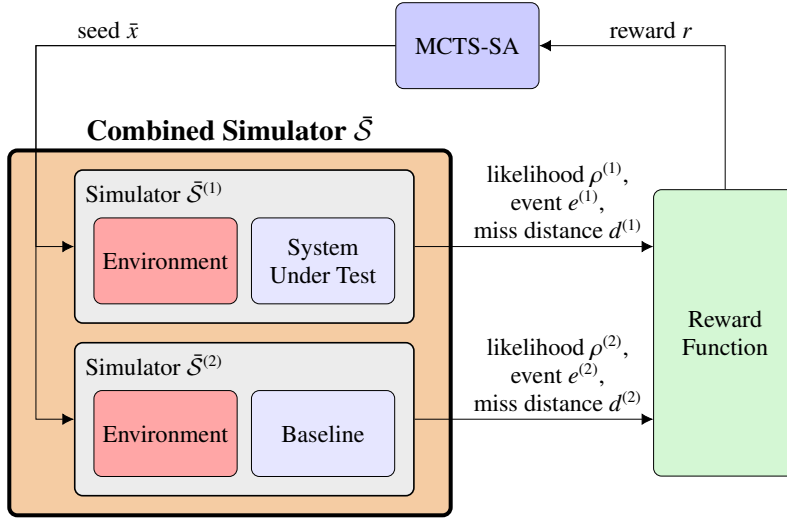 seed x̄
MCTS-SA
reward r
Combined Simulator 𝒮̄
Simulator 𝒮̄⁽¹⁾
Environment
System
Under Test
likelihood ρ⁽¹⁾,
event e⁽¹⁾,
miss distance d⁽¹⁾
Simulator 𝒮̄⁽²⁾
Environment
Baseline
likelihood ρ⁽²⁾,
event e⁽²⁾,
miss distance d⁽²⁾
Reward
Function